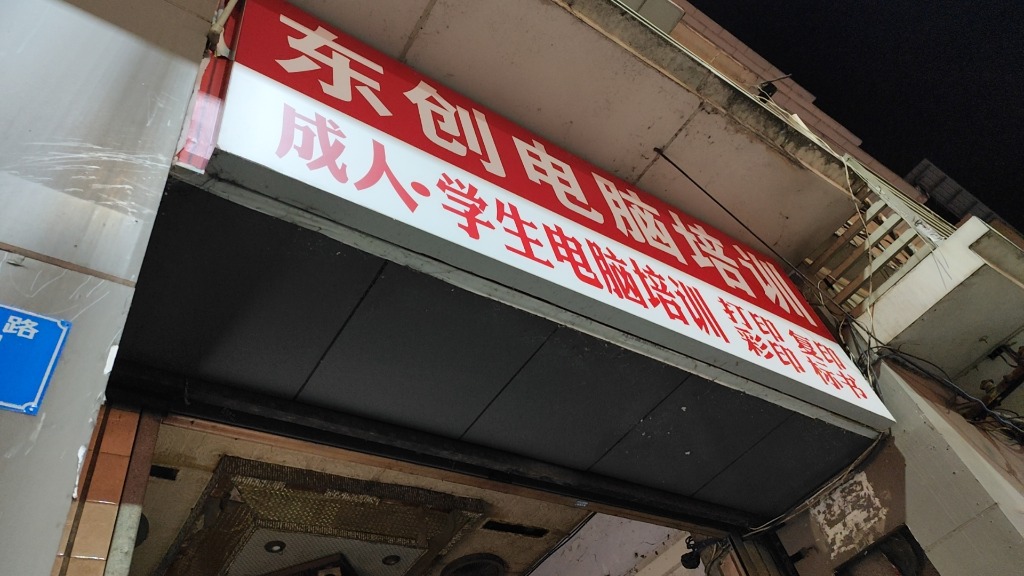 东创电脑培训
成人·学生电脑培训
打印 复印
彩印 标书
路